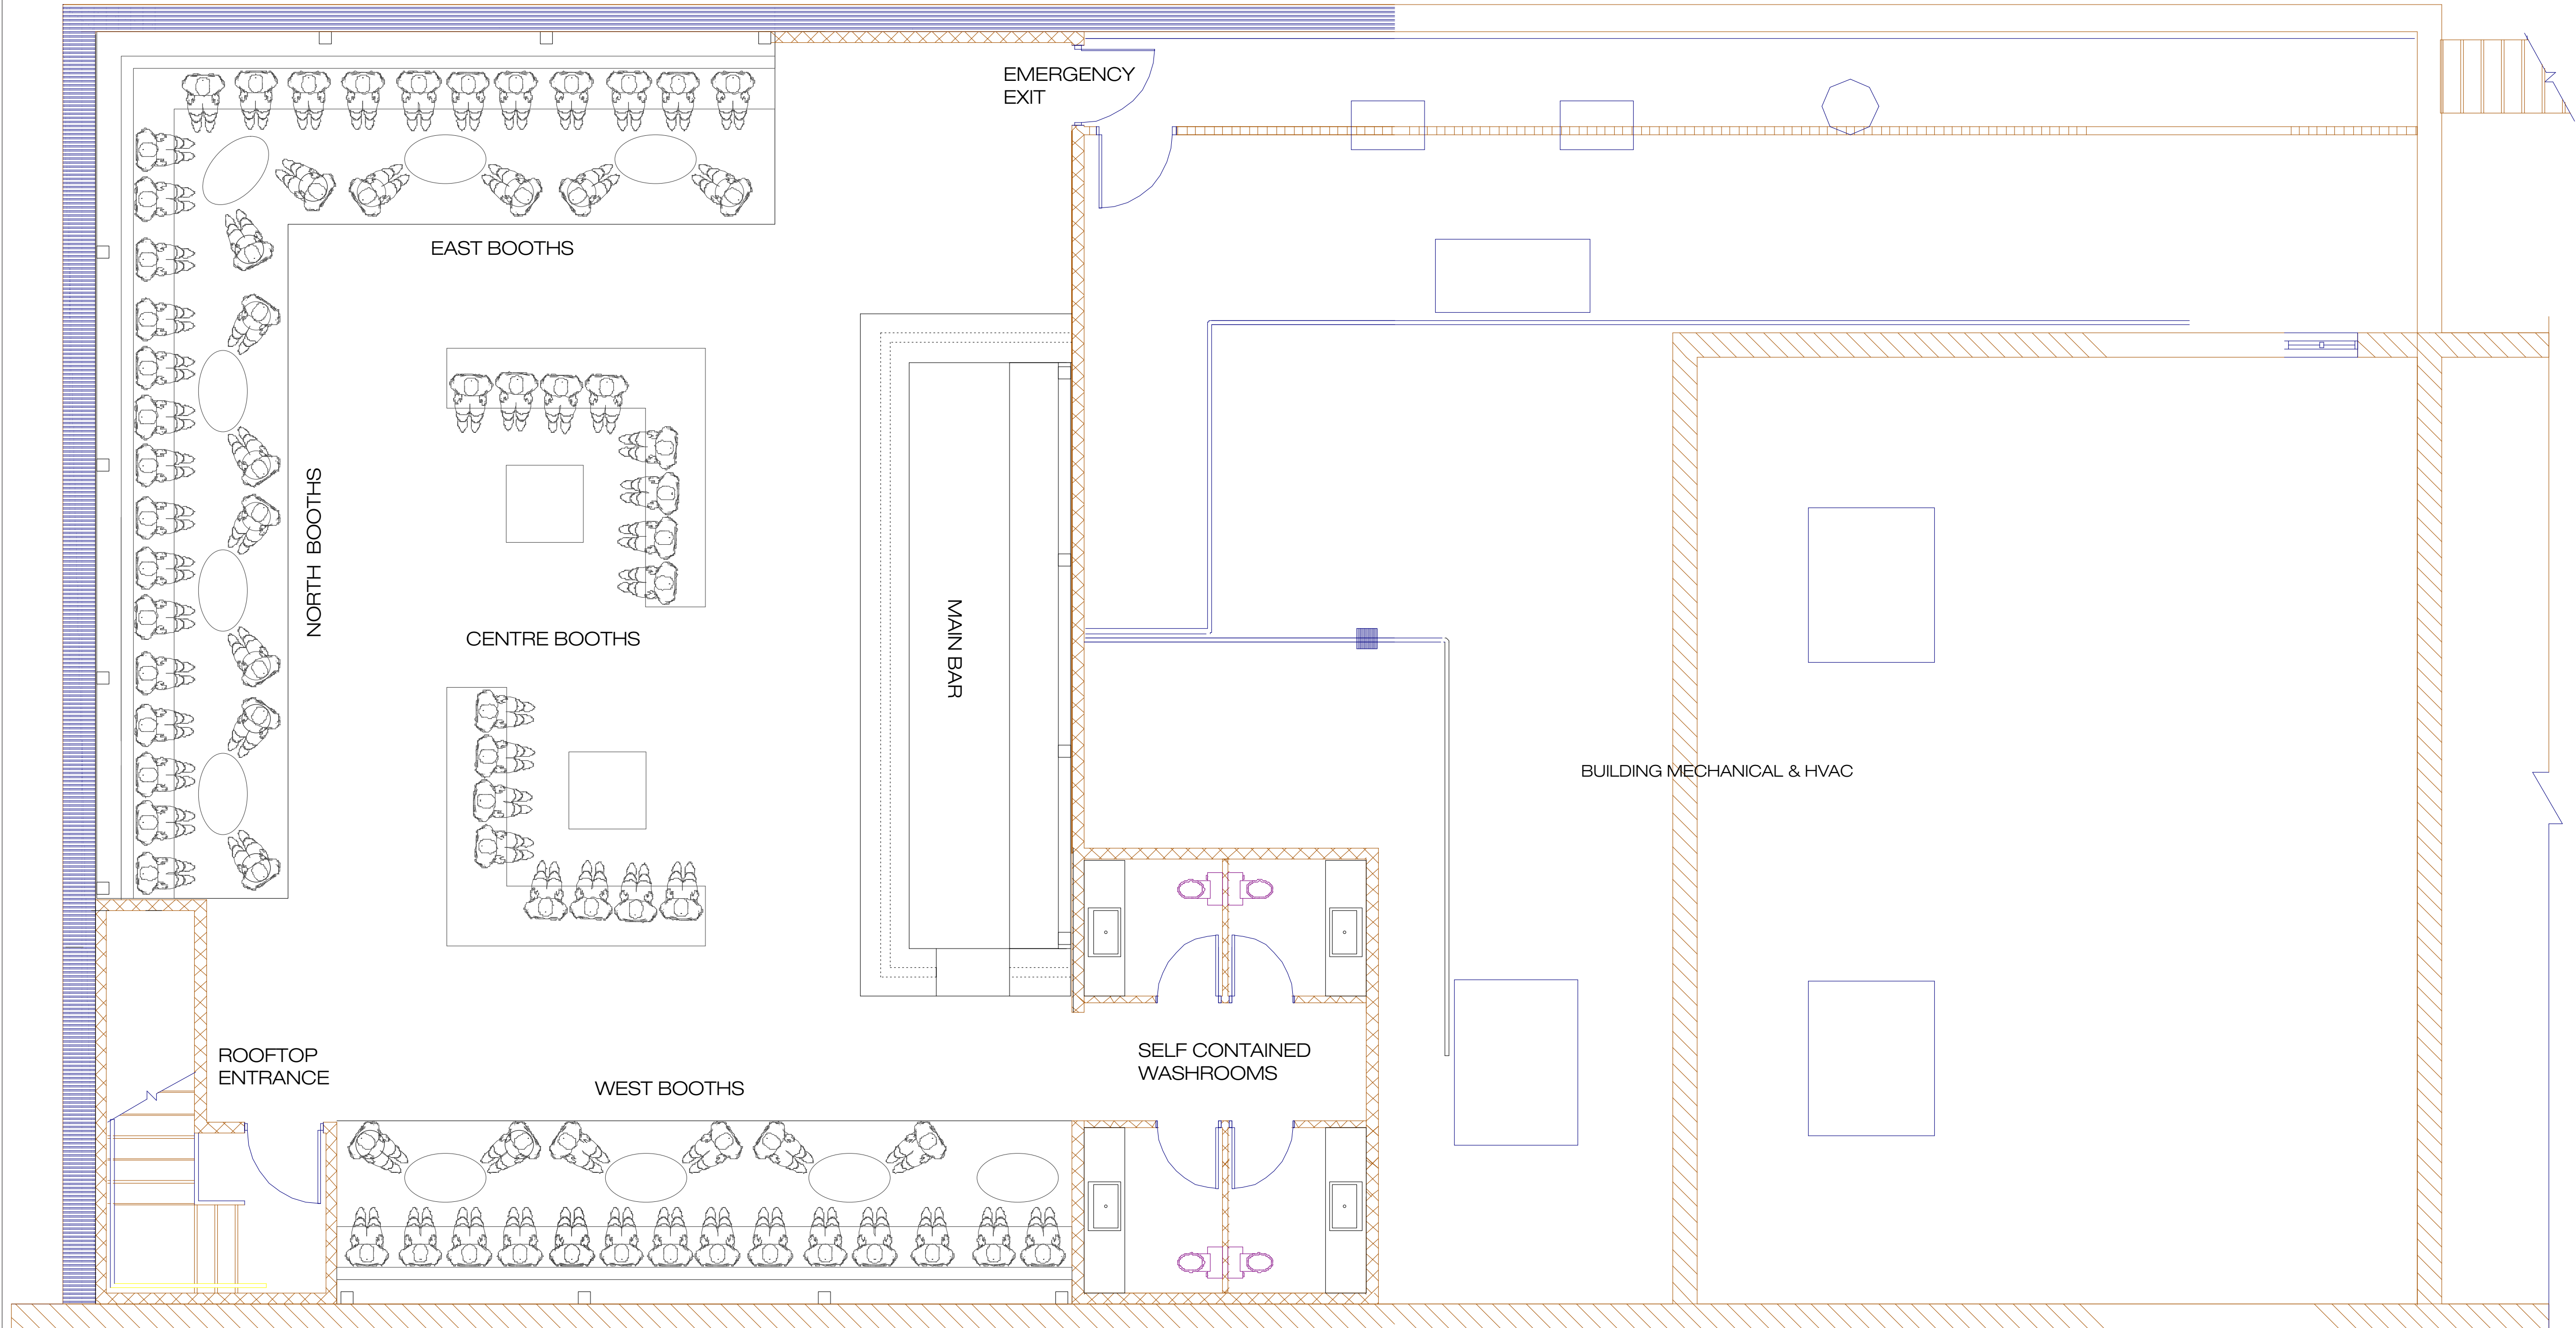 EMERGENCY
EXIT
EAST BOOTHS
NORTH BOOTHS
CENTRE BOOTHS
MAIN BAR
BUILDING MECHANICAL & HVAC
ROOFTOP
ENTRANCE
WEST BOOTHS
SELF CONTAINED
WASHROOMS